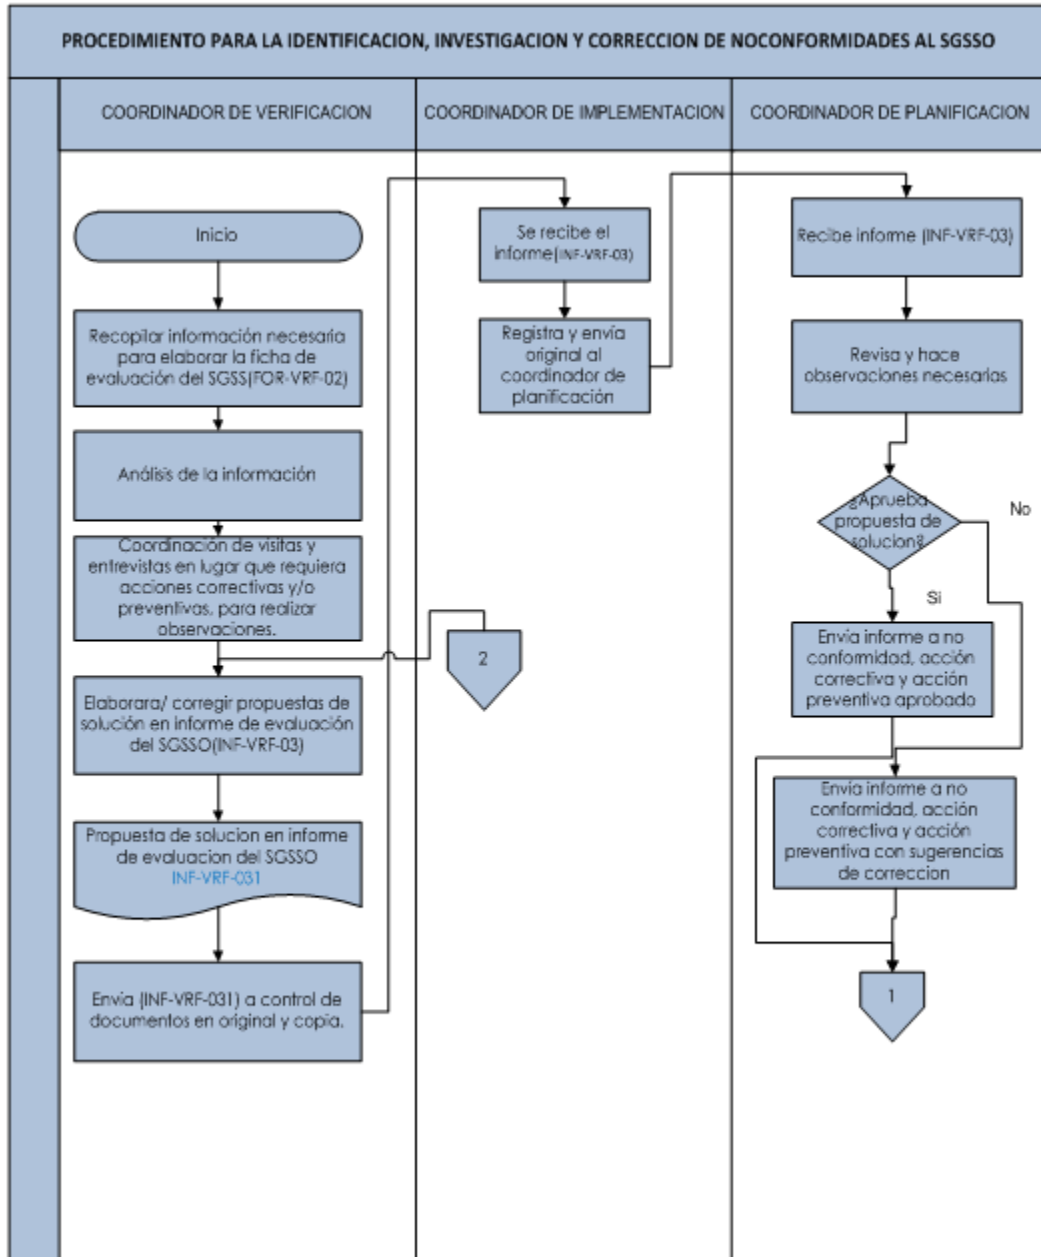 PROCEDIMIENTO PARA LA IDENTIFICACION, INVESTIGACION Y CORRECCION DE NOCONFORMIDADES AL SGSSO
COORDINADOR DE VERIFICACION
COORDINADOR DE IMPLEMENTACION
COORDINADOR DE PLANIFICACION
Inicio
Recopilar información necesaria
para elaborar la ficha de
evaluación del SGSS(FOR-VRF-02)
Análisis de la información
Coordinación de visitas y
entrevistas en lugar que requiera
acciones correctivas y/o
preventivas, para realizar
observaciones.
Elaborara/ corregir propuestas de
solución en informe de evaluación
del SGSSO(INF-VRF-03)
Propuesta de solucion en informe
de evaluacion del SGSSO
INF-VRF-031
Envia (INF-VRF-031) a control de
documentos en original y copia.
Se recibe el
informe(INF-VRF-03)
Registra y envía
original al
coordinador de
planificación
2
Recibe informe (INF-VRF-03)
Revisa y hace
observaciones necesarias
¿Aprueba
propuesta de
solucion?
No
Si
Envia informe a no
conformidad, acción
correctiva y acción
preventiva aprobado
Envia informe a no
conformidad, acción
correctiva y acción
preventiva con sugerencias
de correccion
1